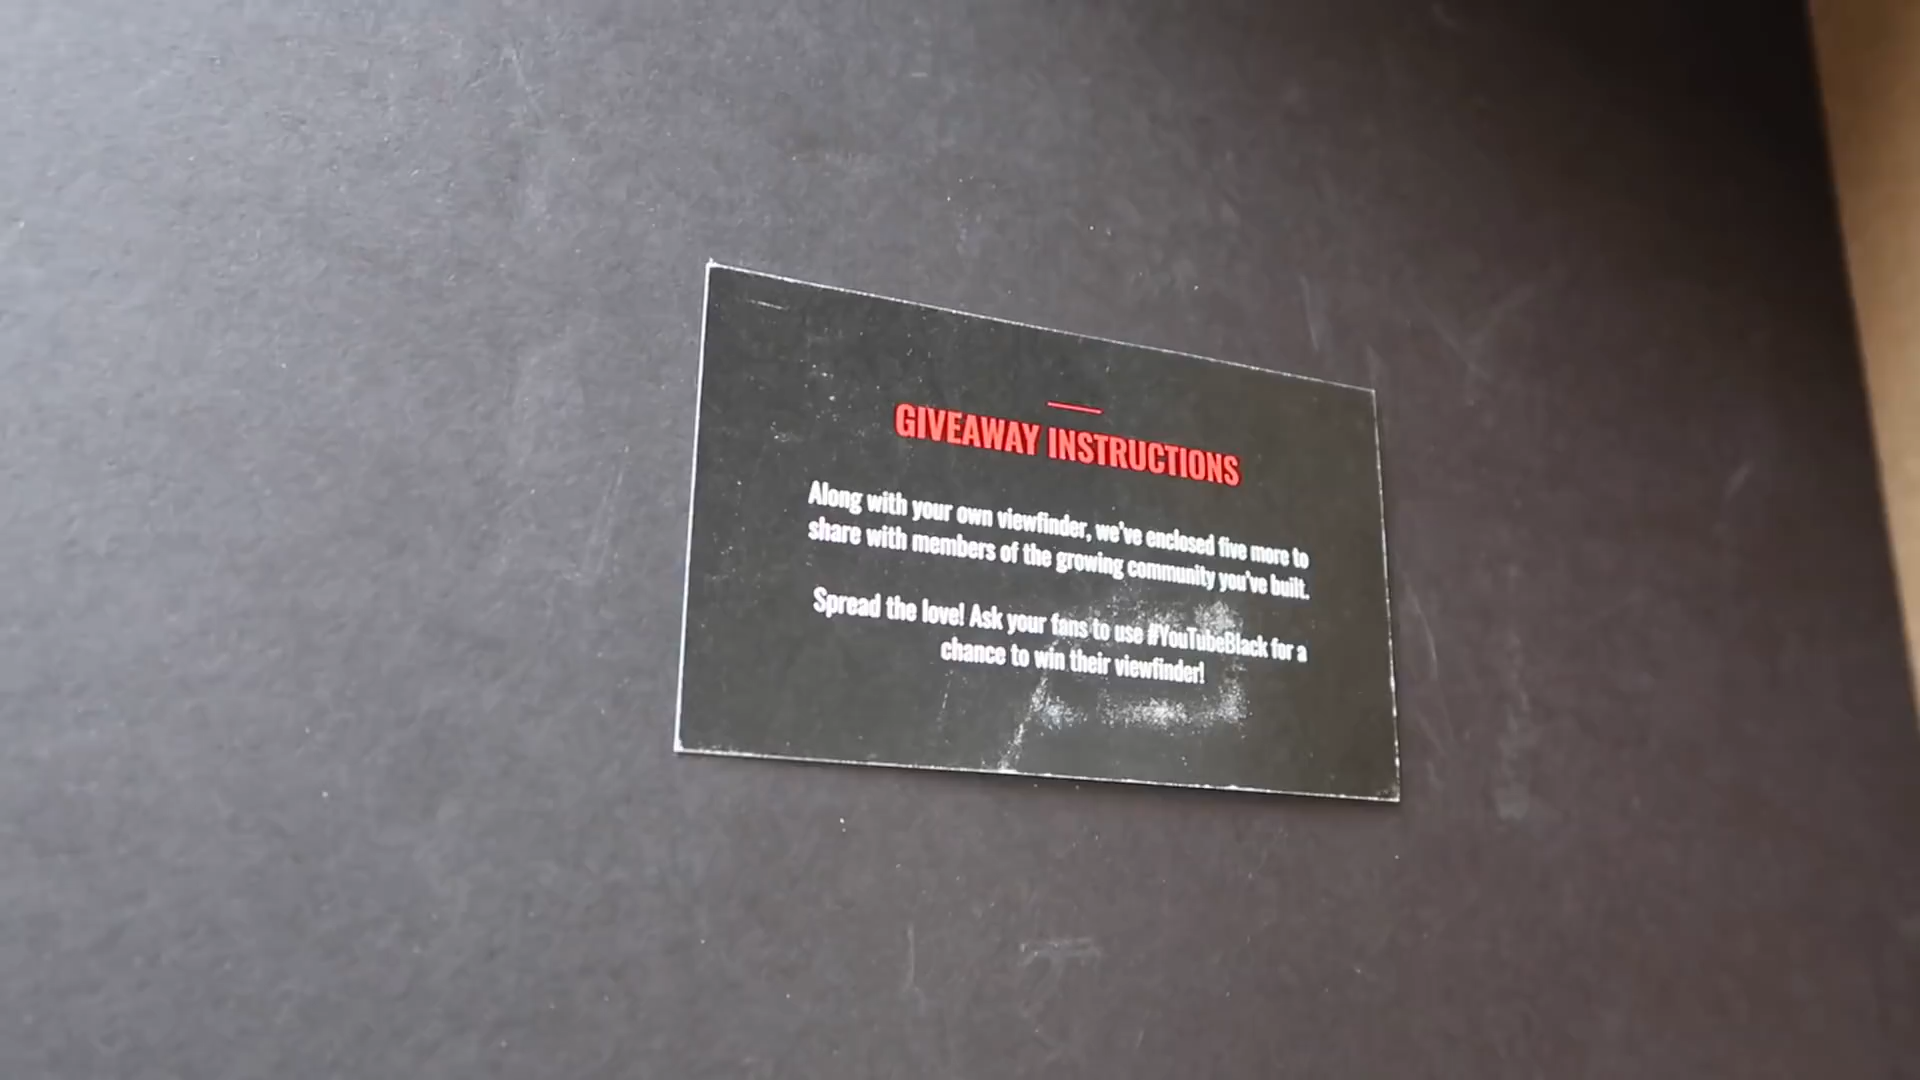 GIVEAWAY INSTRUCTIONS
Along with your own viewfinder, we've enclosed five more to
share with members of the growing community you've built.
Spread the love! Ask your fans to use #YouTubeBlack for a
chance to win their viewfinder!